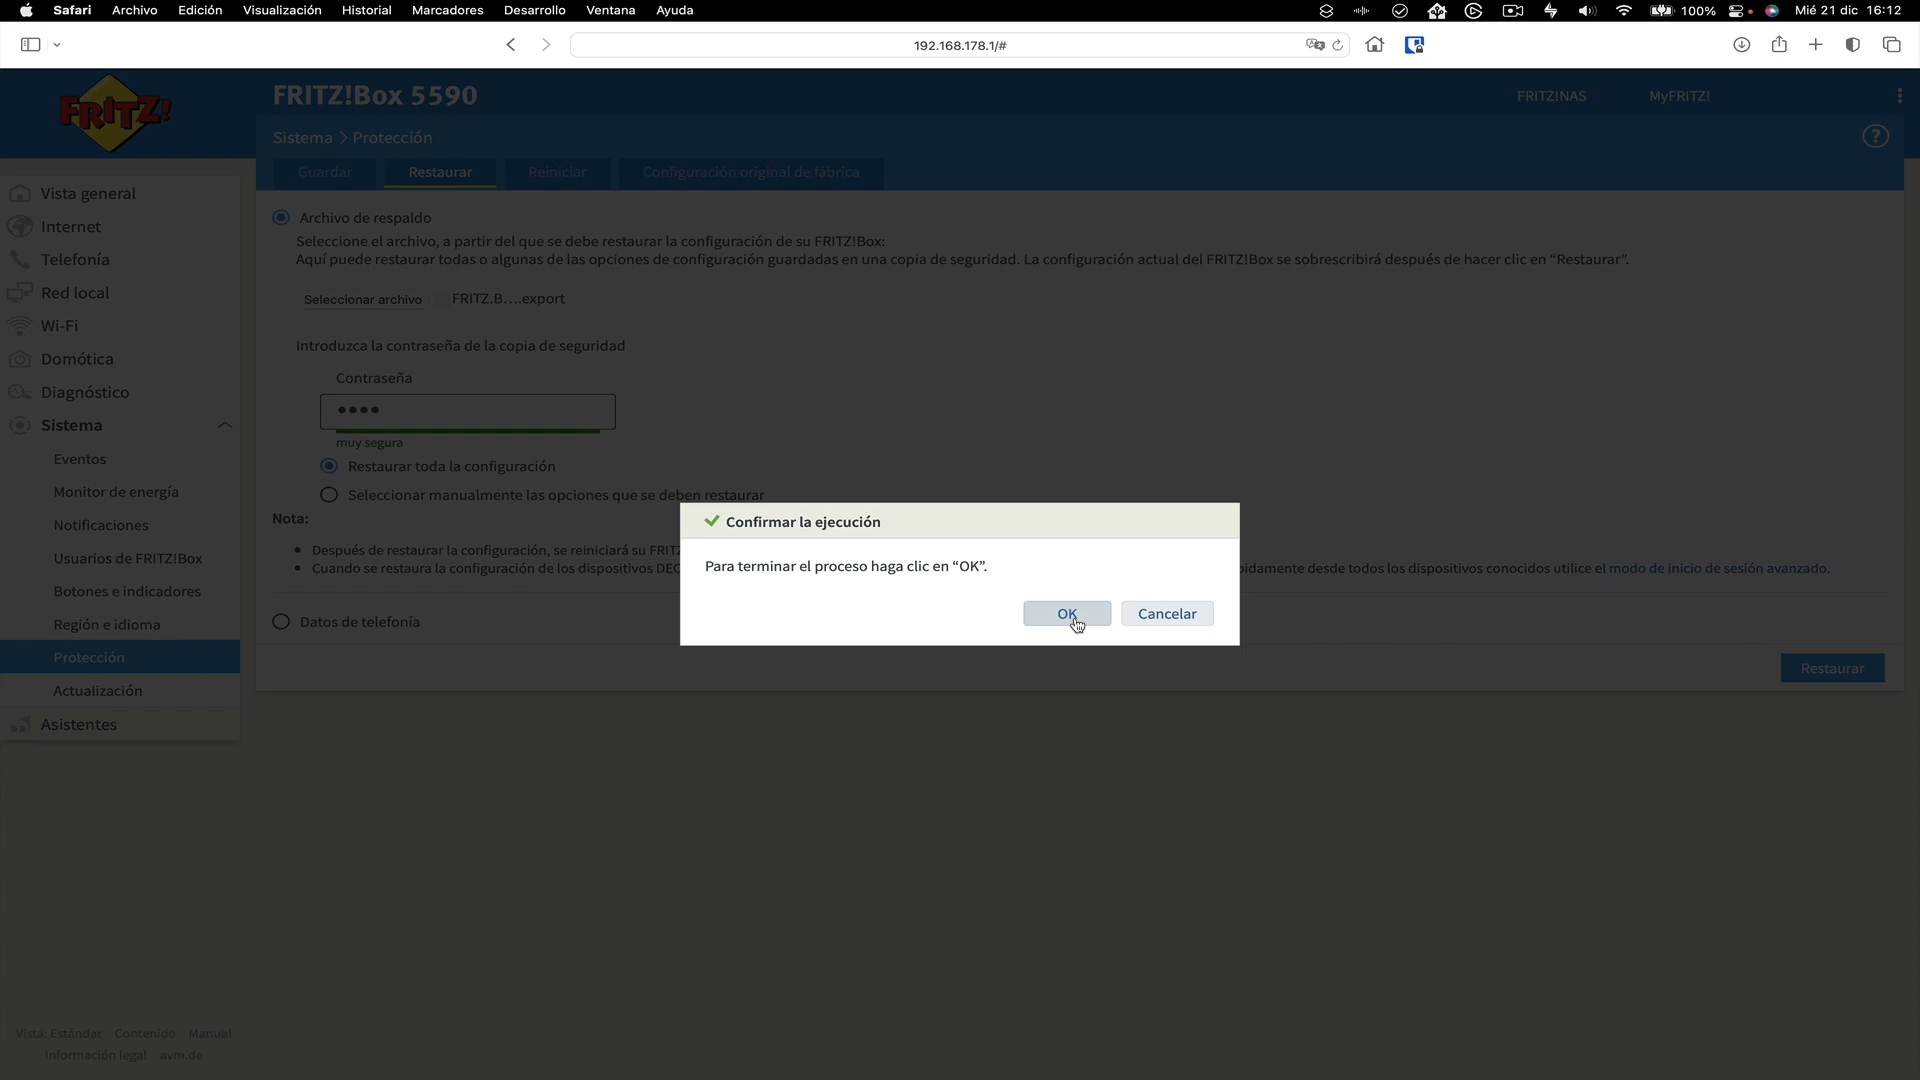 Safari Archivo Edición Visualización Historial Marcadores Desarrollo Ventana Ayuda 100% Mié 21 dic 16:12
192.168.178.1/#
FRITZ!
FRITZ!Box 5590
FRITZ!NAS MyFRITZ!
Sistema > Protección
?
Guardar Restaurar Reiniciar Configuración original de fábrica
Vista general
Internet
Telefonía
Red local
Wi-Fi
Domótica
Diagnóstico
Sistema
Eventos
Monitor de energía
Notificaciones
Usuarios de FRITZ!Box
Botones e indicadores
Región e idioma
Protección
Actualización
Asistentes
Archivo de respaldo
Seleccione el archivo, a partir del que se debe restaurar la configuración de su FRITZ!Box:
Aquí puede restaurar todas o algunas de las opciones de configuración guardadas en una copia de seguridad. La configuración actual del FRITZ!Box se sobrescribirá después de hacer clic en “Restaurar”.
Seleccionar archivo FRITZ.B....export
Introduzca la contraseña de la copia de seguridad
Contraseña
••••
muy segura
Restaurar toda la configuración
Seleccionar manualmente las opciones que se deben restaurar
Nota:
• Después de restaurar la configuración, se reiniciará su FRIT
• Cuando se restaura la configuración de los dispositivos DEC
pidamente desde todos los dispositivos conocidos utilice el modo de inicio de sesión avanzado.
Datos de telefonía
Restaurar
Confirmar la ejecución
Para terminar el proceso haga clic en “OK”.
OK Cancelar
Vista: Estándar Contenido Manual
Información legal avm.de